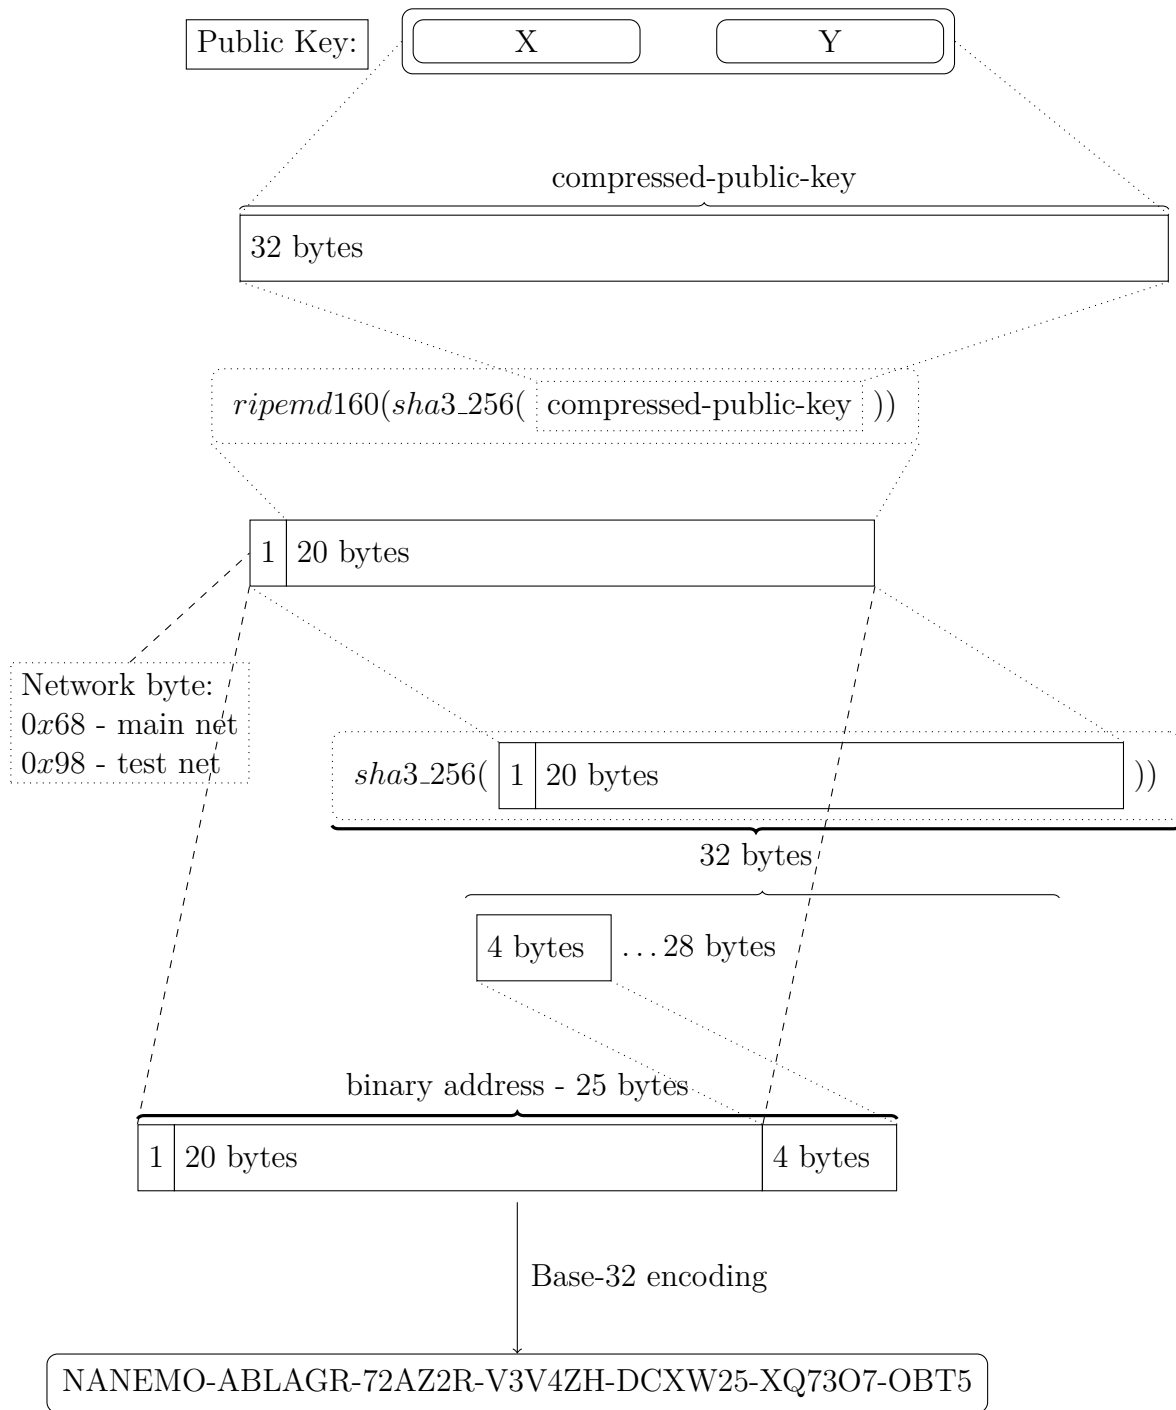 Public Key:
X
Y
compressed-public-key
32 bytes
ripemd160(sha3_256( compressed-public-key ))
1
20 bytes
Network byte:
0x68 - main net
0x98 - test net
sha3_256( 1 20 bytes ))
32 bytes
4 bytes ...28 bytes
binary address - 25 bytes
1
20 bytes
4 bytes
Base-32 encoding
NANEMO-ABLAGR-72AZ2R-V3V4ZH-DCXW25-XQ73O7-OBT5